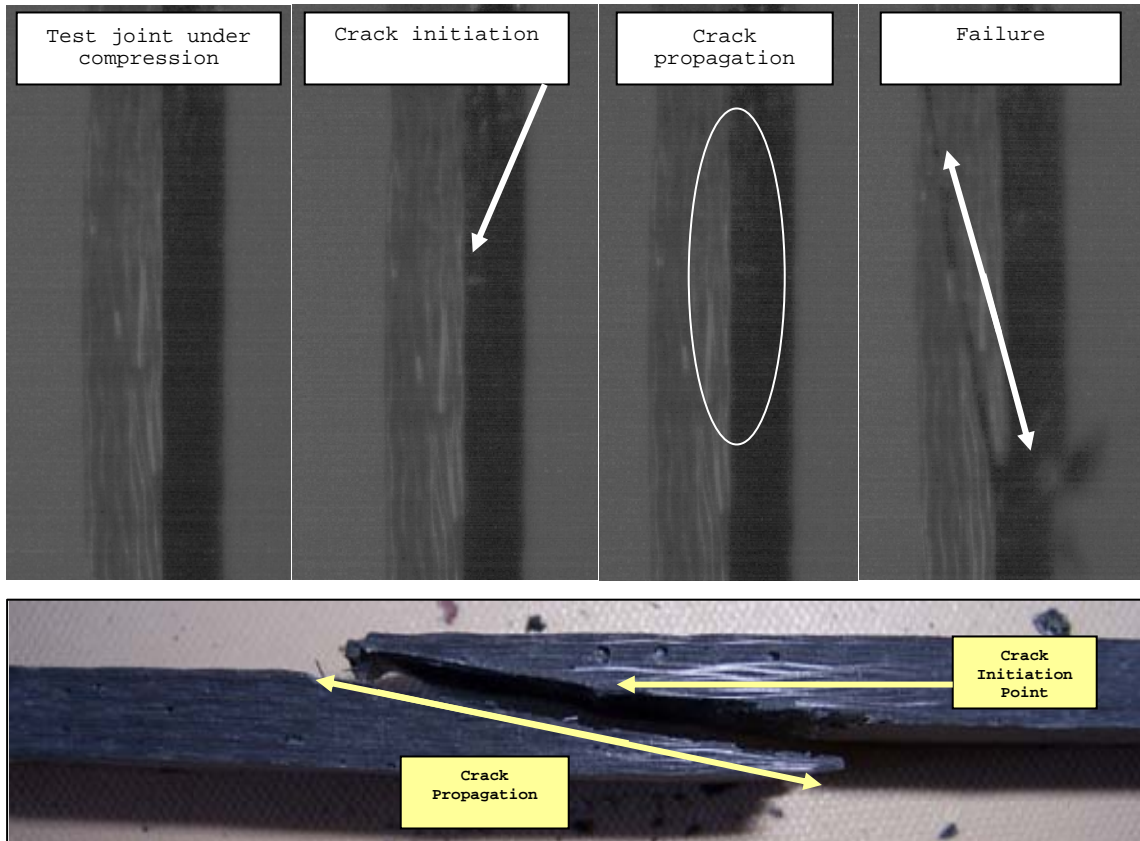 Test joint under
compression
Crack initiation
Crack
propagation
Failure
Crack
Initiation
Point
Crack
Propagation